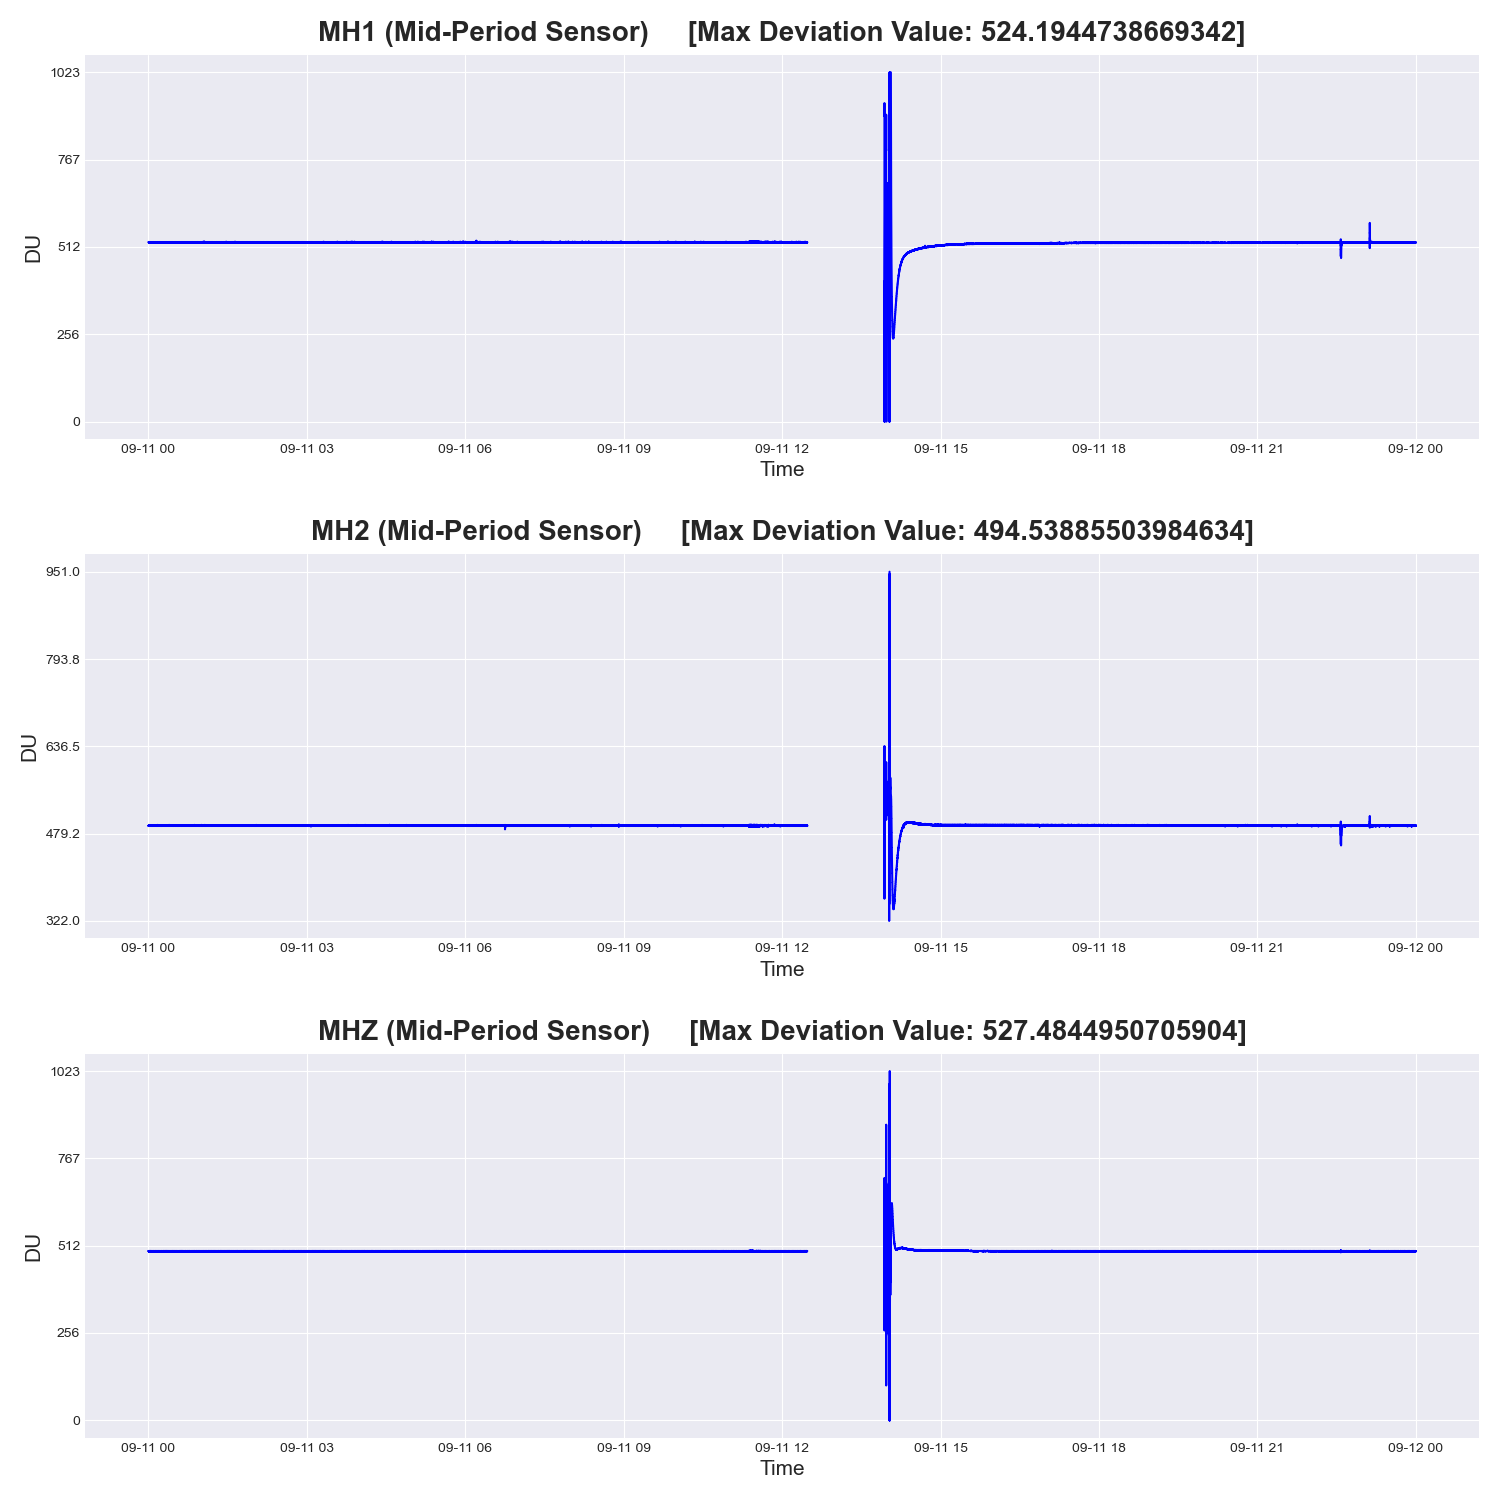 MH1 (Mid-Period Sensor)     [Max Deviation Value: 524.1944738669342]
1023
767
512
256
0
DU
09-11 00 09-11 03 09-11 06 09-11 09 09-11 12 09-11 15 09-11 18 09-11 21 09-12 00
Time
MH2 (Mid-Period Sensor)     [Max Deviation Value: 494.53885503984634]
951.0
793.8
636.5
479.2
322.0
DU
09-11 00 09-11 03 09-11 06 09-11 09 09-11 12 09-11 15 09-11 18 09-11 21 09-12 00
Time
MHZ (Mid-Period Sensor)     [Max Deviation Value: 527.4844950705904]
1023
767
512
256
0
DU
09-11 00 09-11 03 09-11 06 09-11 09 09-11 12 09-11 15 09-11 18 09-11 21 09-12 00
Time